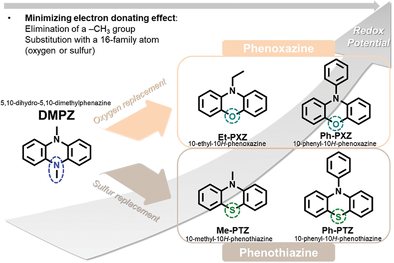 • Minimizing electron donating effect:
Elimination of a –CH₃ group
Substitution with a 16-family atom
(oxygen or sulfur)
Redox
Potential
Phenoxazine
5,10-dihydro-5,10-dimethylphenazine
DMPZ
N
N
Oxygen replacement
Sulfur replacement
N
O
Et-PXZ
10-ethyl-10H-phenoxazine
N
O
Ph-PXZ
10-phenyl-10H-phenoxazine
N
S
Me-PTZ
10-methyl-10H-phenothiazine
N
S
Ph-PTZ
10-phenyl-10H-phenothiazine
Phenothiazine